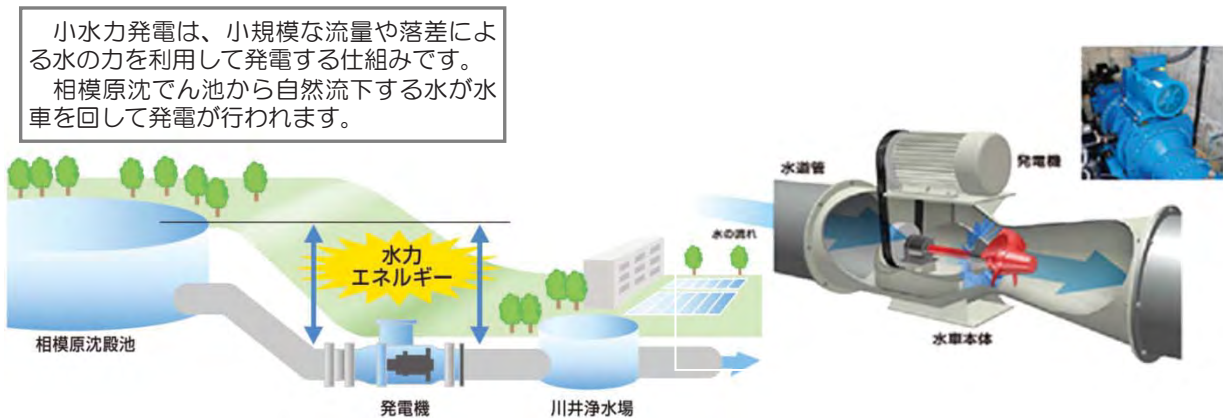 小水力発電は、小規模な流量や落差によ
る水の力を利用して発電する仕組みです。
相模原沈でん池から自然流下する水が水
車を回して発電が行われます。
水力
エネルギー
相模原沈殿池
発電機
川井浄水場
水の流れ
水道管
発電機
水車本体